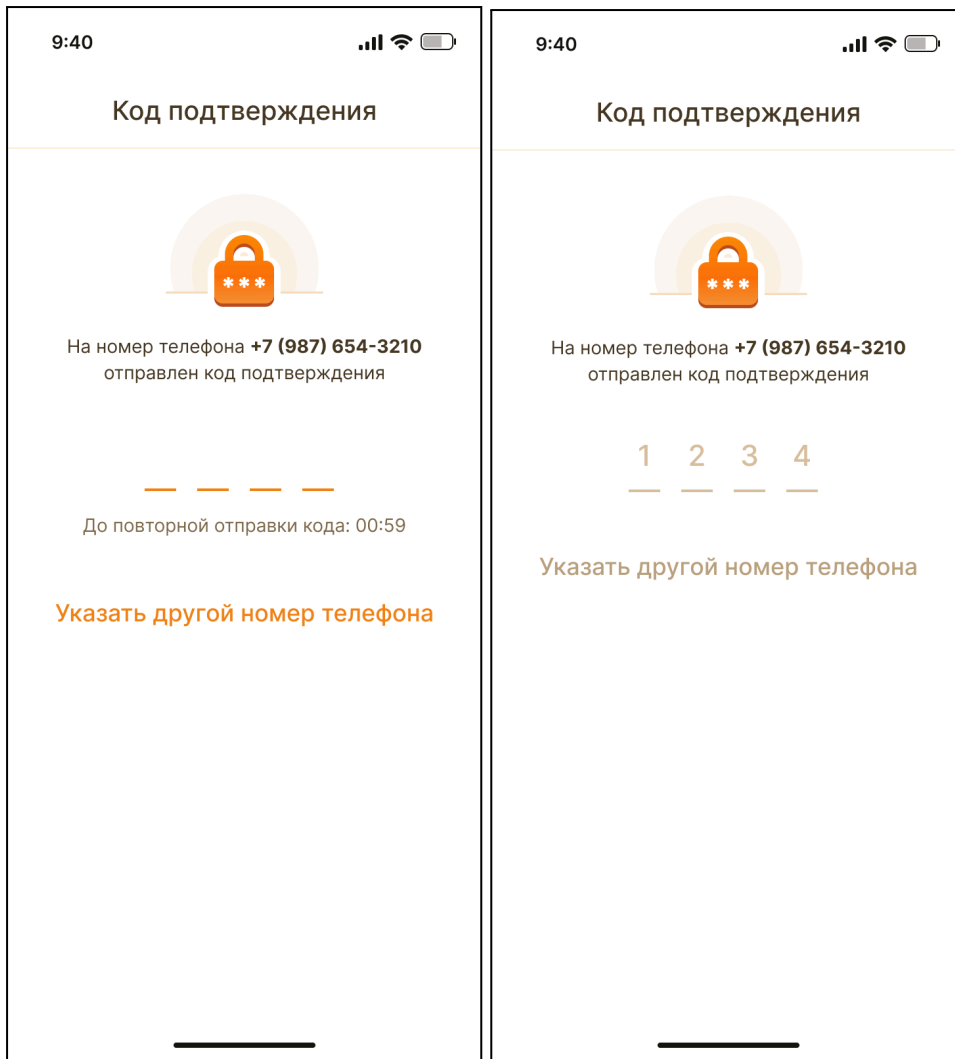 9:40
Код подтверждения
***
На номер телефона +7 (987) 654-3210
отправлен код подтверждения
До повторной отправки кода: 00:59
Указать другой номер телефона
9:40
Код подтверждения
***
На номер телефона +7 (987) 654-3210
отправлен код подтверждения
1 2 3 4
Указать другой номер телефона